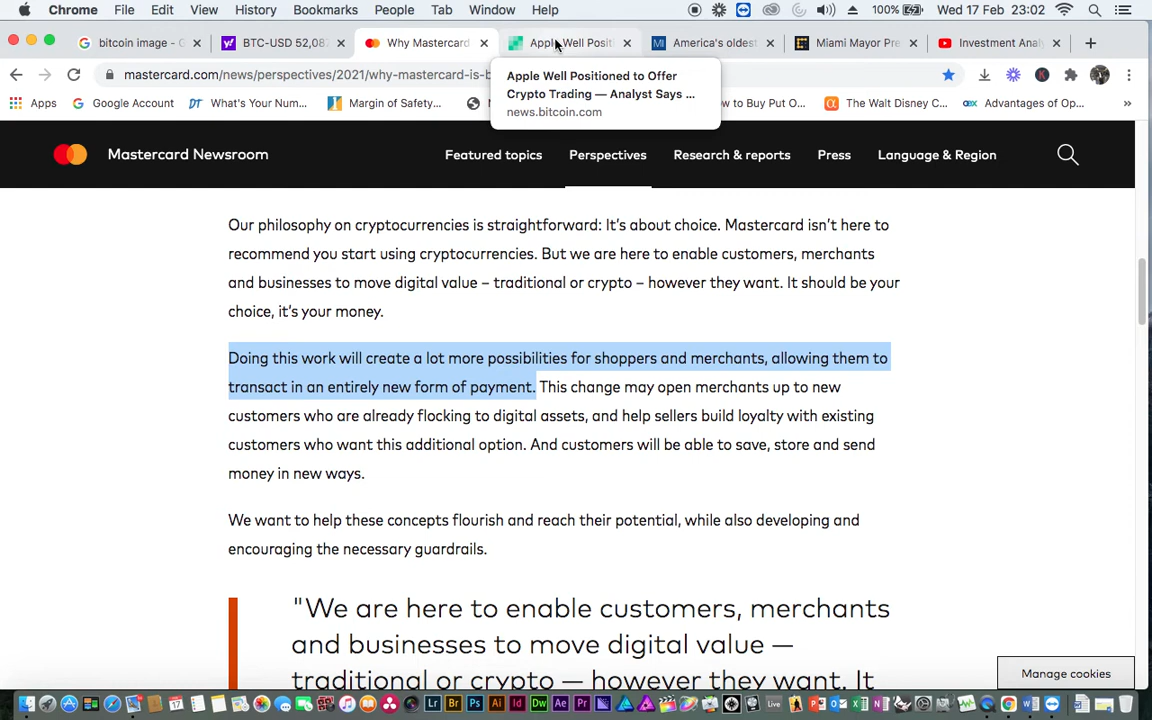 Chrome File Edit View History Bookmarks People Tab Window Help 100% Wed 17 Feb 23:02
bitcoin image - G
BTC-USD 52,08
Why Mastercard
Apple Well Positi
America's oldest
Miami Mayor Pre
Investment Analy
mastercard.com/news/perspectives/2021/why-mastercard-is-b
Apple Well Positioned to Offer
Crypto Trading — Analyst Says ...
news.bitcoin.com
Apps Google Account What's Your Num... Margin of Safety... w to Buy Put O... The Walt Disney C... Advantages of Op... »
Mastercard Newsroom Featured topics Perspectives Research & reports Press Language & Region
Our philosophy on cryptocurrencies is straightforward: It's about choice. Mastercard isn't here to
recommend you start using cryptocurrencies. But we are here to enable customers, merchants
and businesses to move digital value – traditional or crypto – however they want. It should be your
choice, it's your money.
Doing this work will create a lot more possibilities for shoppers and merchants, allowing them to
transact in an entirely new form of payment. This change may open merchants up to new
customers who are already flocking to digital assets, and help sellers build loyalty with existing
customers who want this additional option. And customers will be able to save, store and send
money in new ways.
We want to help these concepts flourish and reach their potential, while also developing and
encouraging the necessary guardrails.
"We are here to enable customers, merchants
and businesses to move digital value —
traditional or crypto — however they want. It
Manage cookies
17 Lr Br Ps Ai Id Dw Ae Pr Live